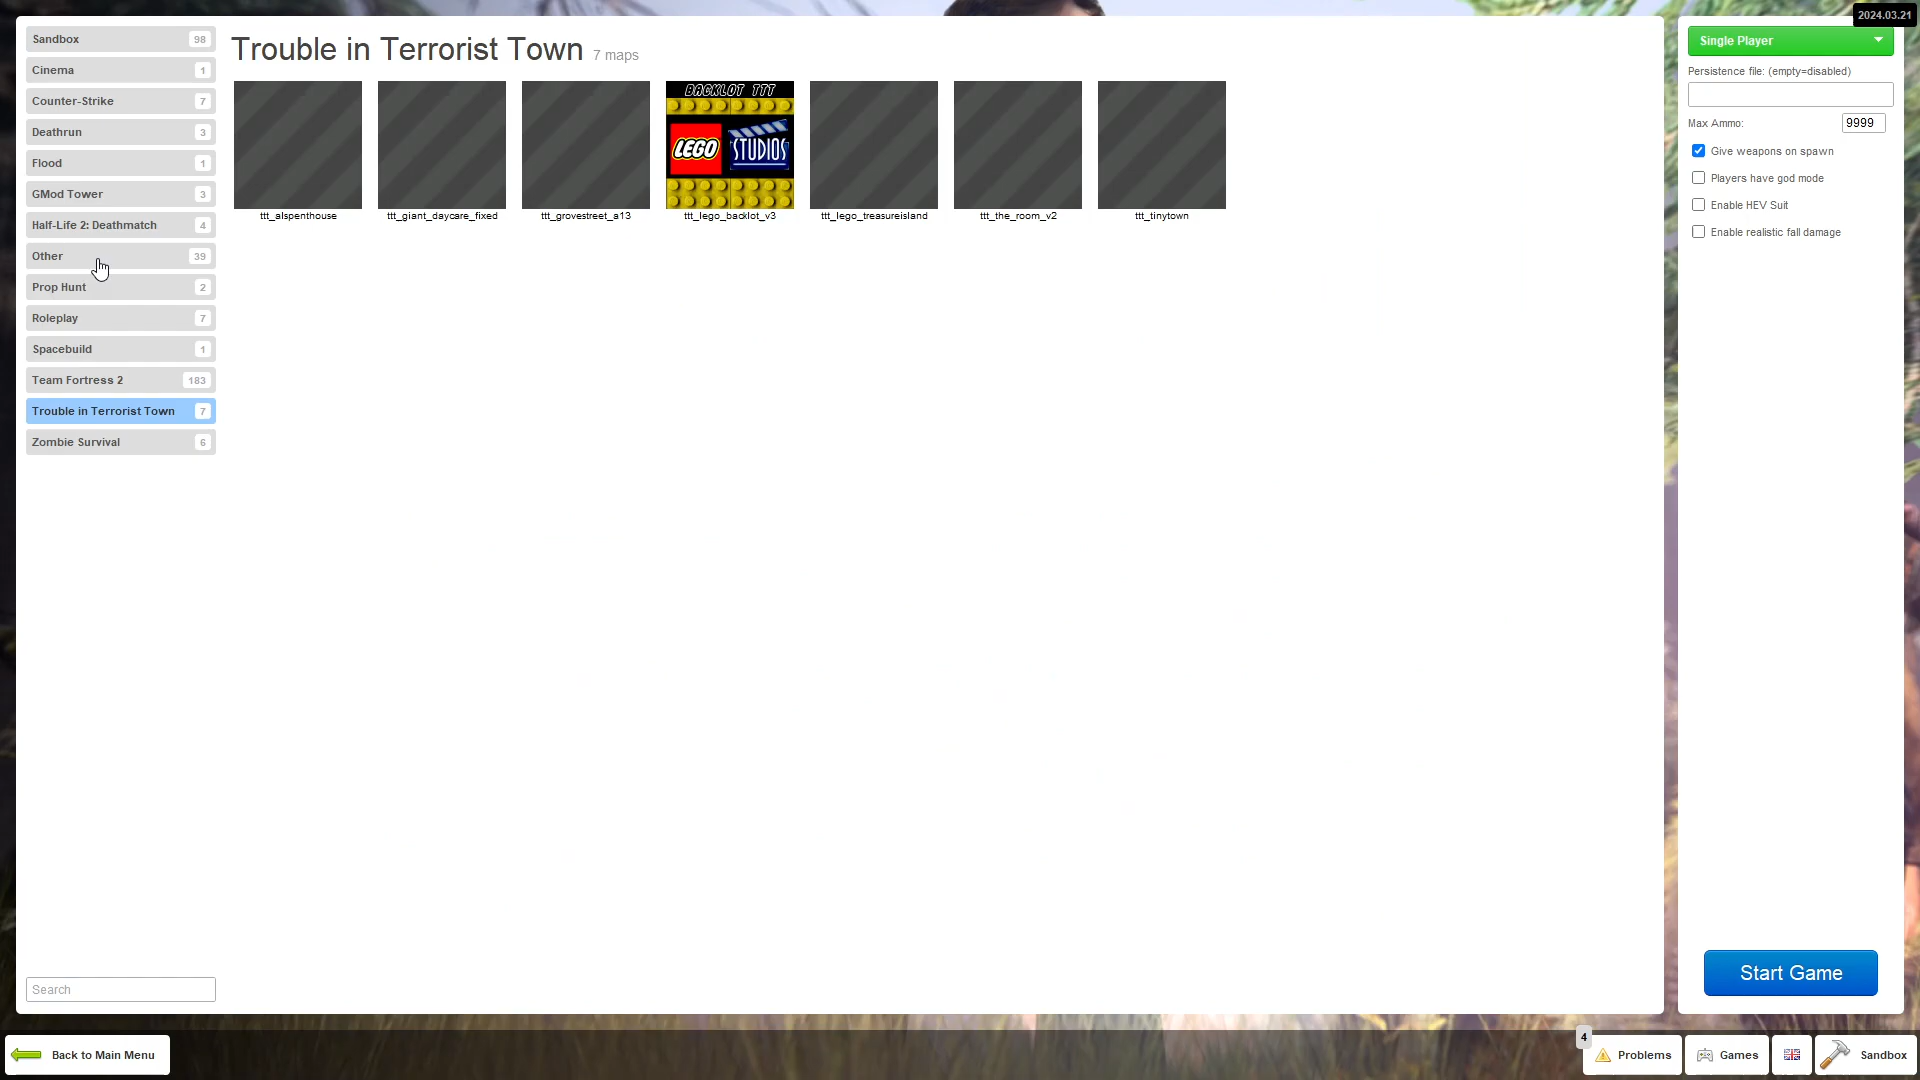 2024.03.21
Sandbox 98
Cinema 1
Counter-Strike 7
Deathrun 3
Flood 1
GMod Tower 3
Half-Life 2: Deathmatch 4
Other 39
Prop Hunt 2
Roleplay 7
Spacebuild 1
Team Fortress 2 183
Trouble in Terrorist Town 7
Zombie Survival 6
Search
Trouble in Terrorist Town 7 maps
BACKLOT TTT
LEGO STUDIOS
ttt_alspenthouse
ttt_giant_daycare_fixed
ttt_grovestreet_a13
ttt_lego_backlot_v3
ttt_lego_treasureisland
ttt_the_room_v2
ttt_tinytown
Single Player
Persistence file: (empty=disabled)
Max Ammo: 9999
Give weapons on spawn
Players have god mode
Enable HEV Suit
Enable realistic fall damage
Start Game
Back to Main Menu
4
Problems
Games
Sandbox